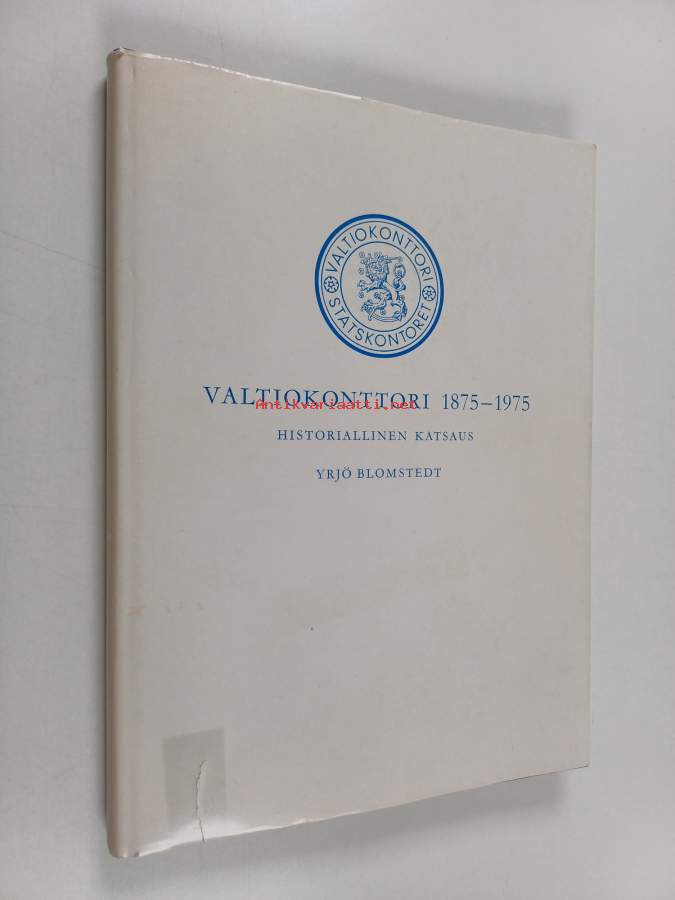 VALTIOKONTTORI
STATSKONTORET
VALTIOKONTTORI 1875–1975
Antikvariaatti.net
HISTORIALLINEN KATSAUS
YRJÖ BLOMSTEDT